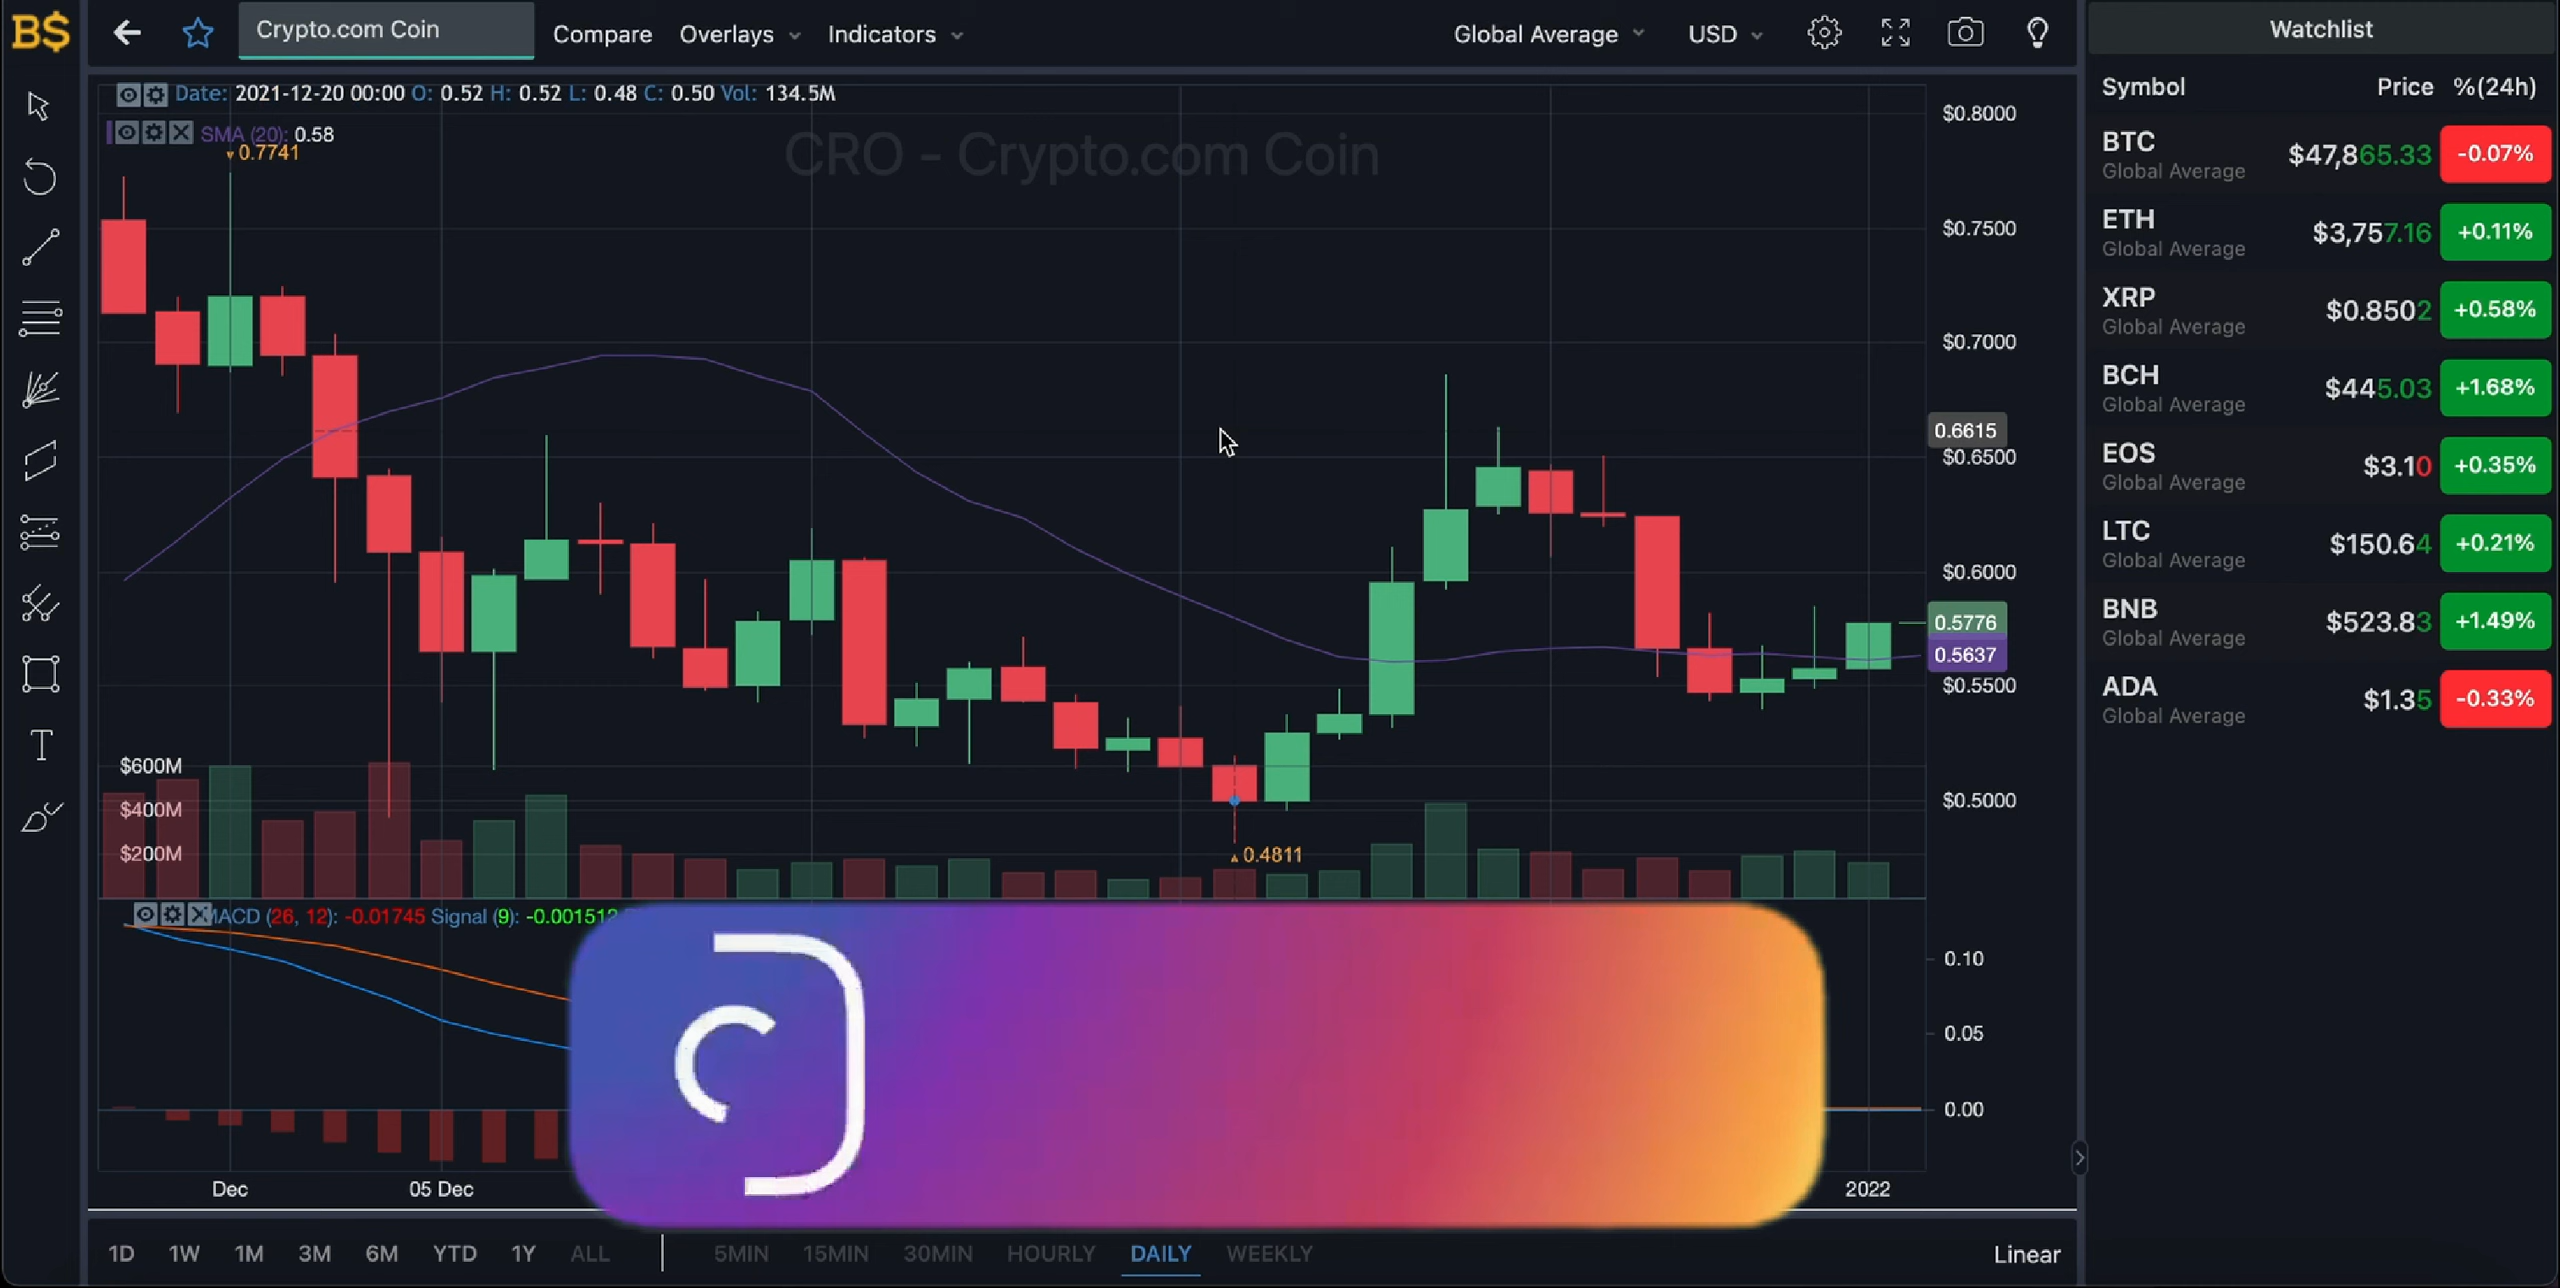 B$
Crypto.com Coin
Compare Overlays Indicators
Global Average USD
Date: 2021-12-20 00:00 O: 0.52 H: 0.52 L: 0.48 C: 0.50 Vol: 134.5M
SMA (20): 0.58
0.7741
CRO - Crypto.com Coin
$0.8000
$0.7500
$0.7000
0.6615
$0.6500
$0.6000
0.5776
0.5637
$0.5500
$0.5000
$600M
$400M
$200M
0.4811
MACD (26, 12): -0.01745 Signal (9): -0.001512
0.10
0.05
0.00
Dec
05 Dec
2022
1D 1W 1M 3M 6M YTD 1Y ALL
5MIN 15MIN 30MIN HOURLY DAILY WEEKLY
Linear
Watchlist
Symbol Price %(24h)
BTC $47,865.33 -0.07%
Global Average
ETH $3,757.16 +0.11%
Global Average
XRP $0.8502 +0.58%
Global Average
BCH $445.03 +1.68%
Global Average
EOS $3.10 +0.35%
Global Average
LTC $150.64 +0.21%
Global Average
BNB $523.83 +1.49%
Global Average
ADA $1.35 -0.33%
Global Average